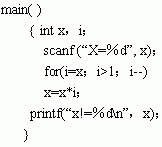 main( )
{ int x，i；
scanf (“X=%d”, x)；
for(i=x；i>1；i--)
x=x*i；
printf(“x!=%d\n”，x)；
}